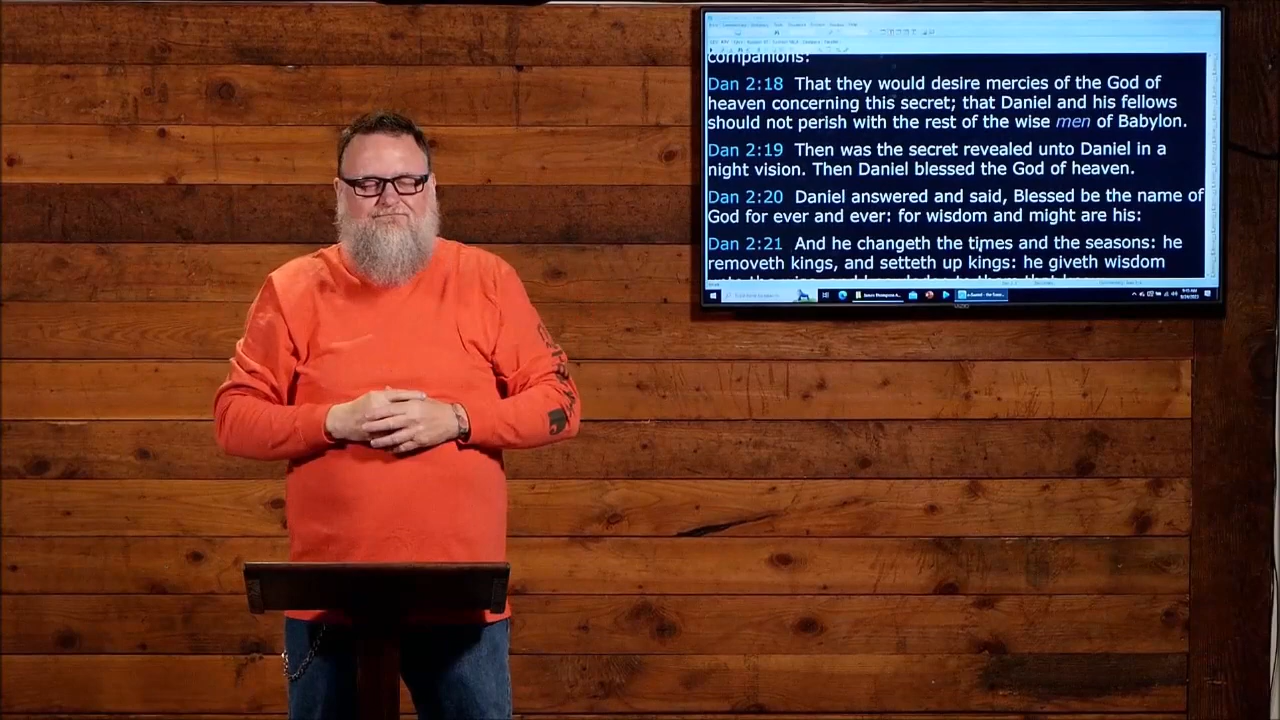 companions:
Dan 2:18 That they would desire mercies of the God of
heaven concerning this secret; that Daniel and his fellows
should not perish with the rest of the wise men of Babylon.
Dan 2:19 Then was the secret revealed unto Daniel in a
night vision. Then Daniel blessed the God of heaven.
Dan 2:20 Daniel answered and said, Blessed be the name of
God for ever and ever: for wisdom and might are his:
Dan 2:21 And he changeth the times and the seasons: he
removeth kings, and setteth up kings: he giveth wisdom
VIZIO